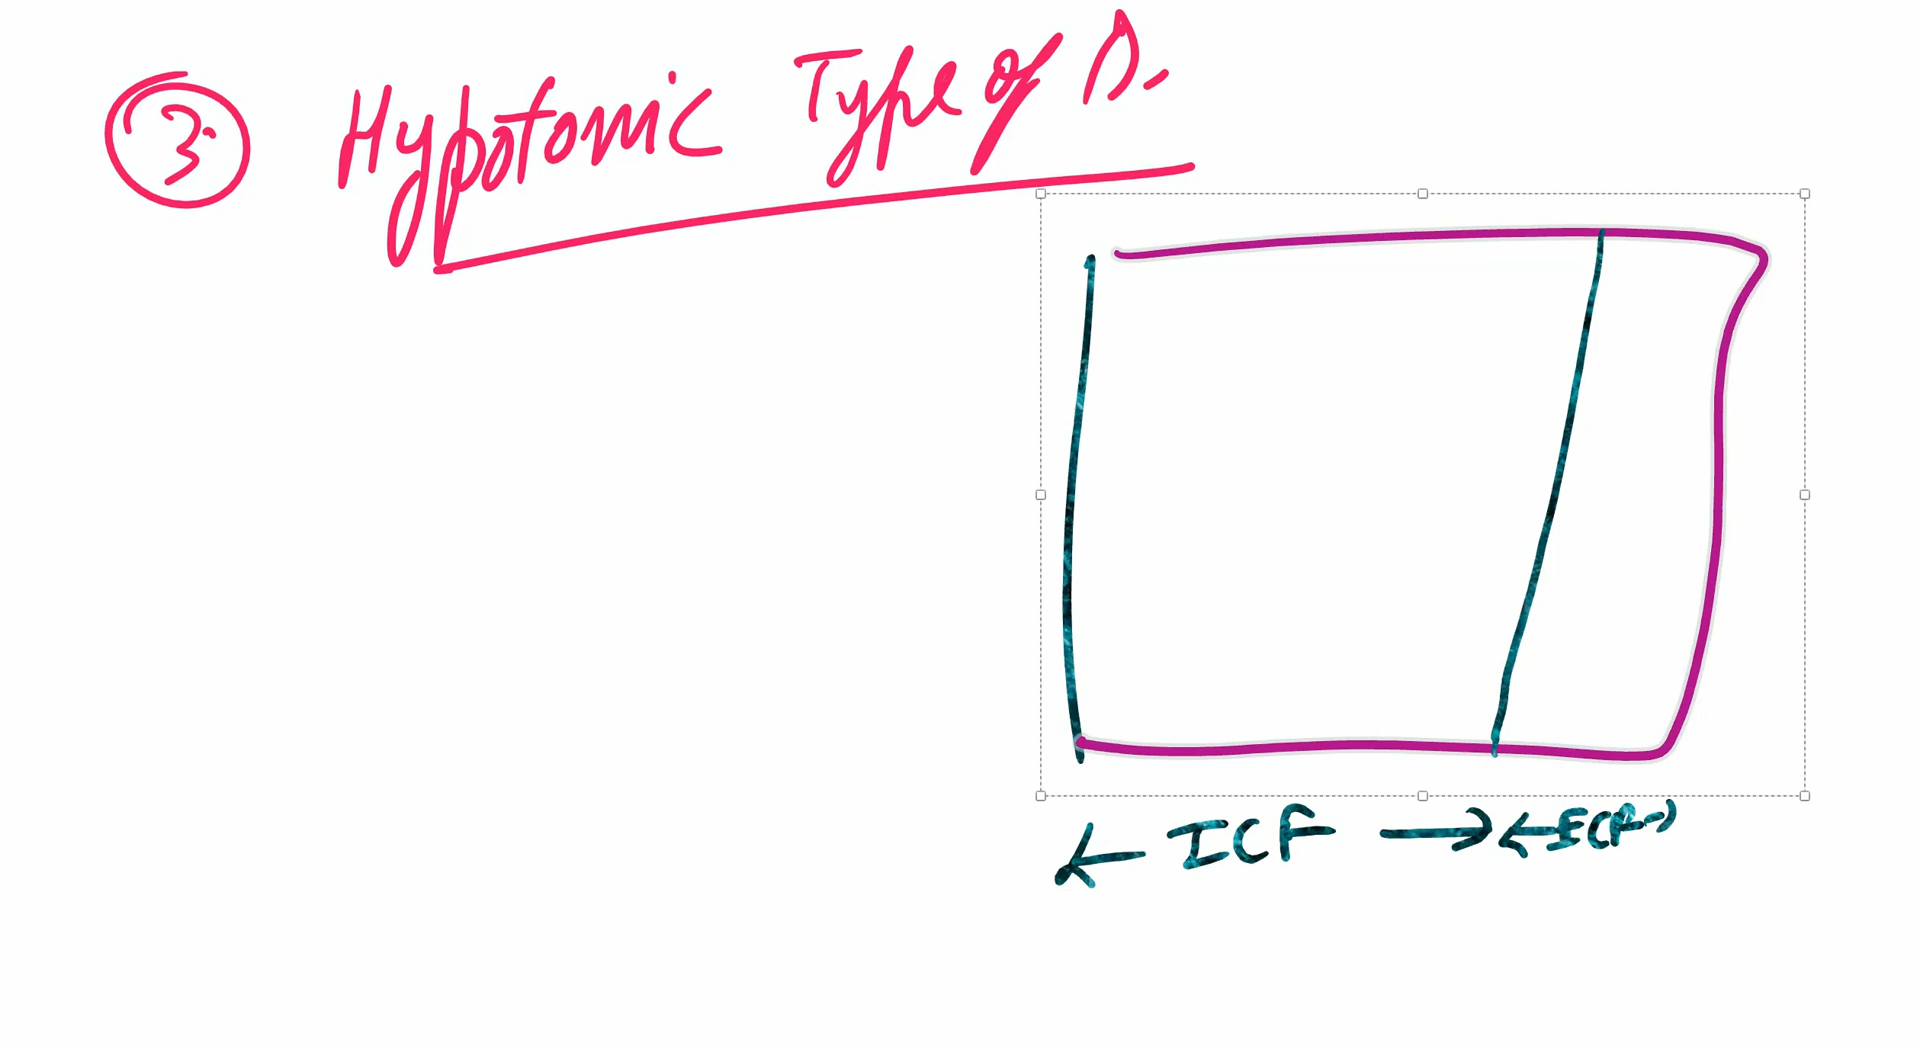 3. Hypotonic Type of D.
← ICF → ← ECF →